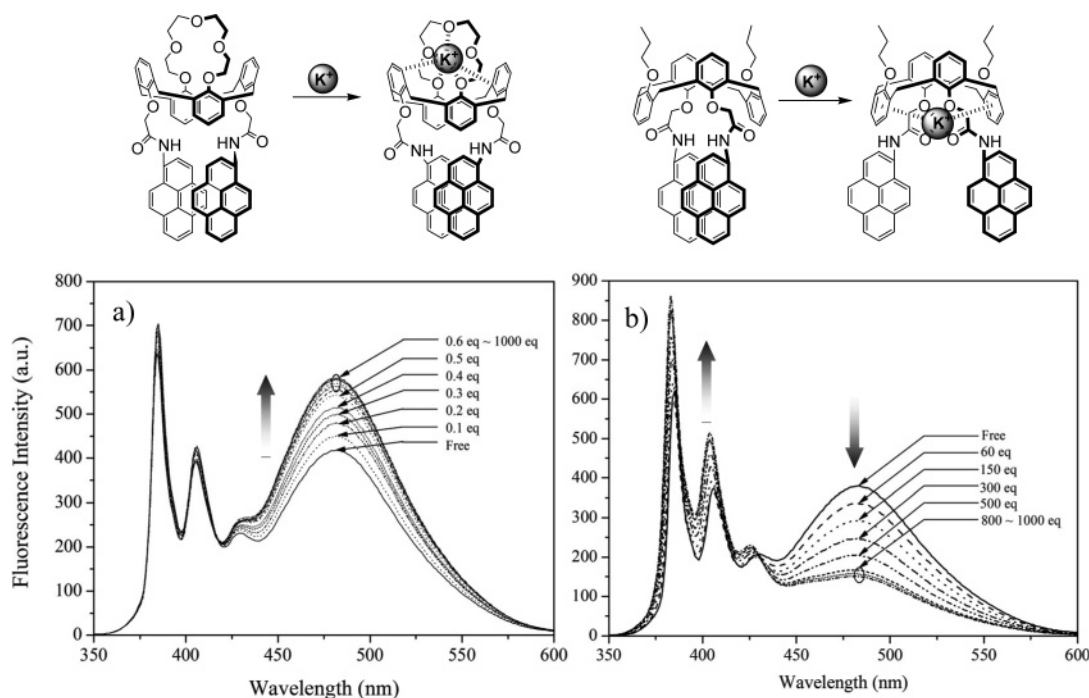 O
O O
O O
O O
O NH HN O
K+
O
O O
K+
O O
O O
O NH HN O
O O
O O
O NH HN O
K+
O O
O O
K+
O O
NH HN
a)
800
700
600
500
400
300
200
100
0
0.6 eq ~ 1000 eq
0.5 eq
0.4 eq
0.3 eq
0.2 eq
0.1 eq
Free
350 400 450 500 550 600
Wavelength (nm)
Fluorescence Intensity (a.u.)
b)
900
800
700
600
500
400
300
200
100
0
Free
60 eq
150 eq
300 eq
500 eq
800 ~ 1000 eq
350 400 450 500 550 600
Wavelength (nm)